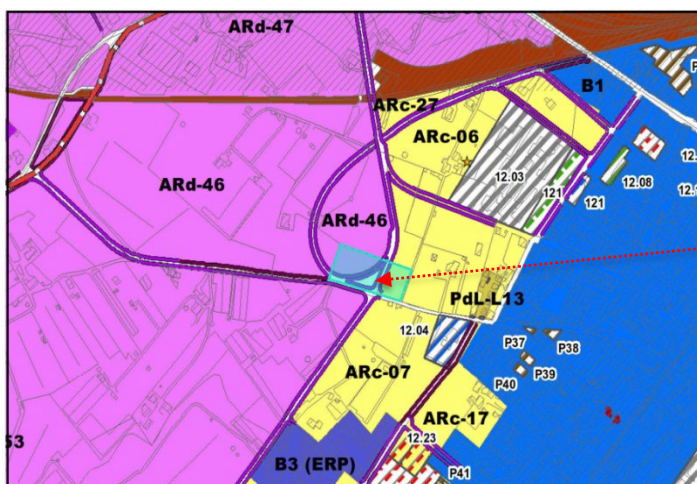 ARd-47
B1
ARc-27
ARc-06
12.03
121
121
12.08
ARd-46
ARd-46
PdL-L13
12.04
P37
P38
P39
P40
ARc-07
ARc-17
53
12.23
B3 (ERP)
P41